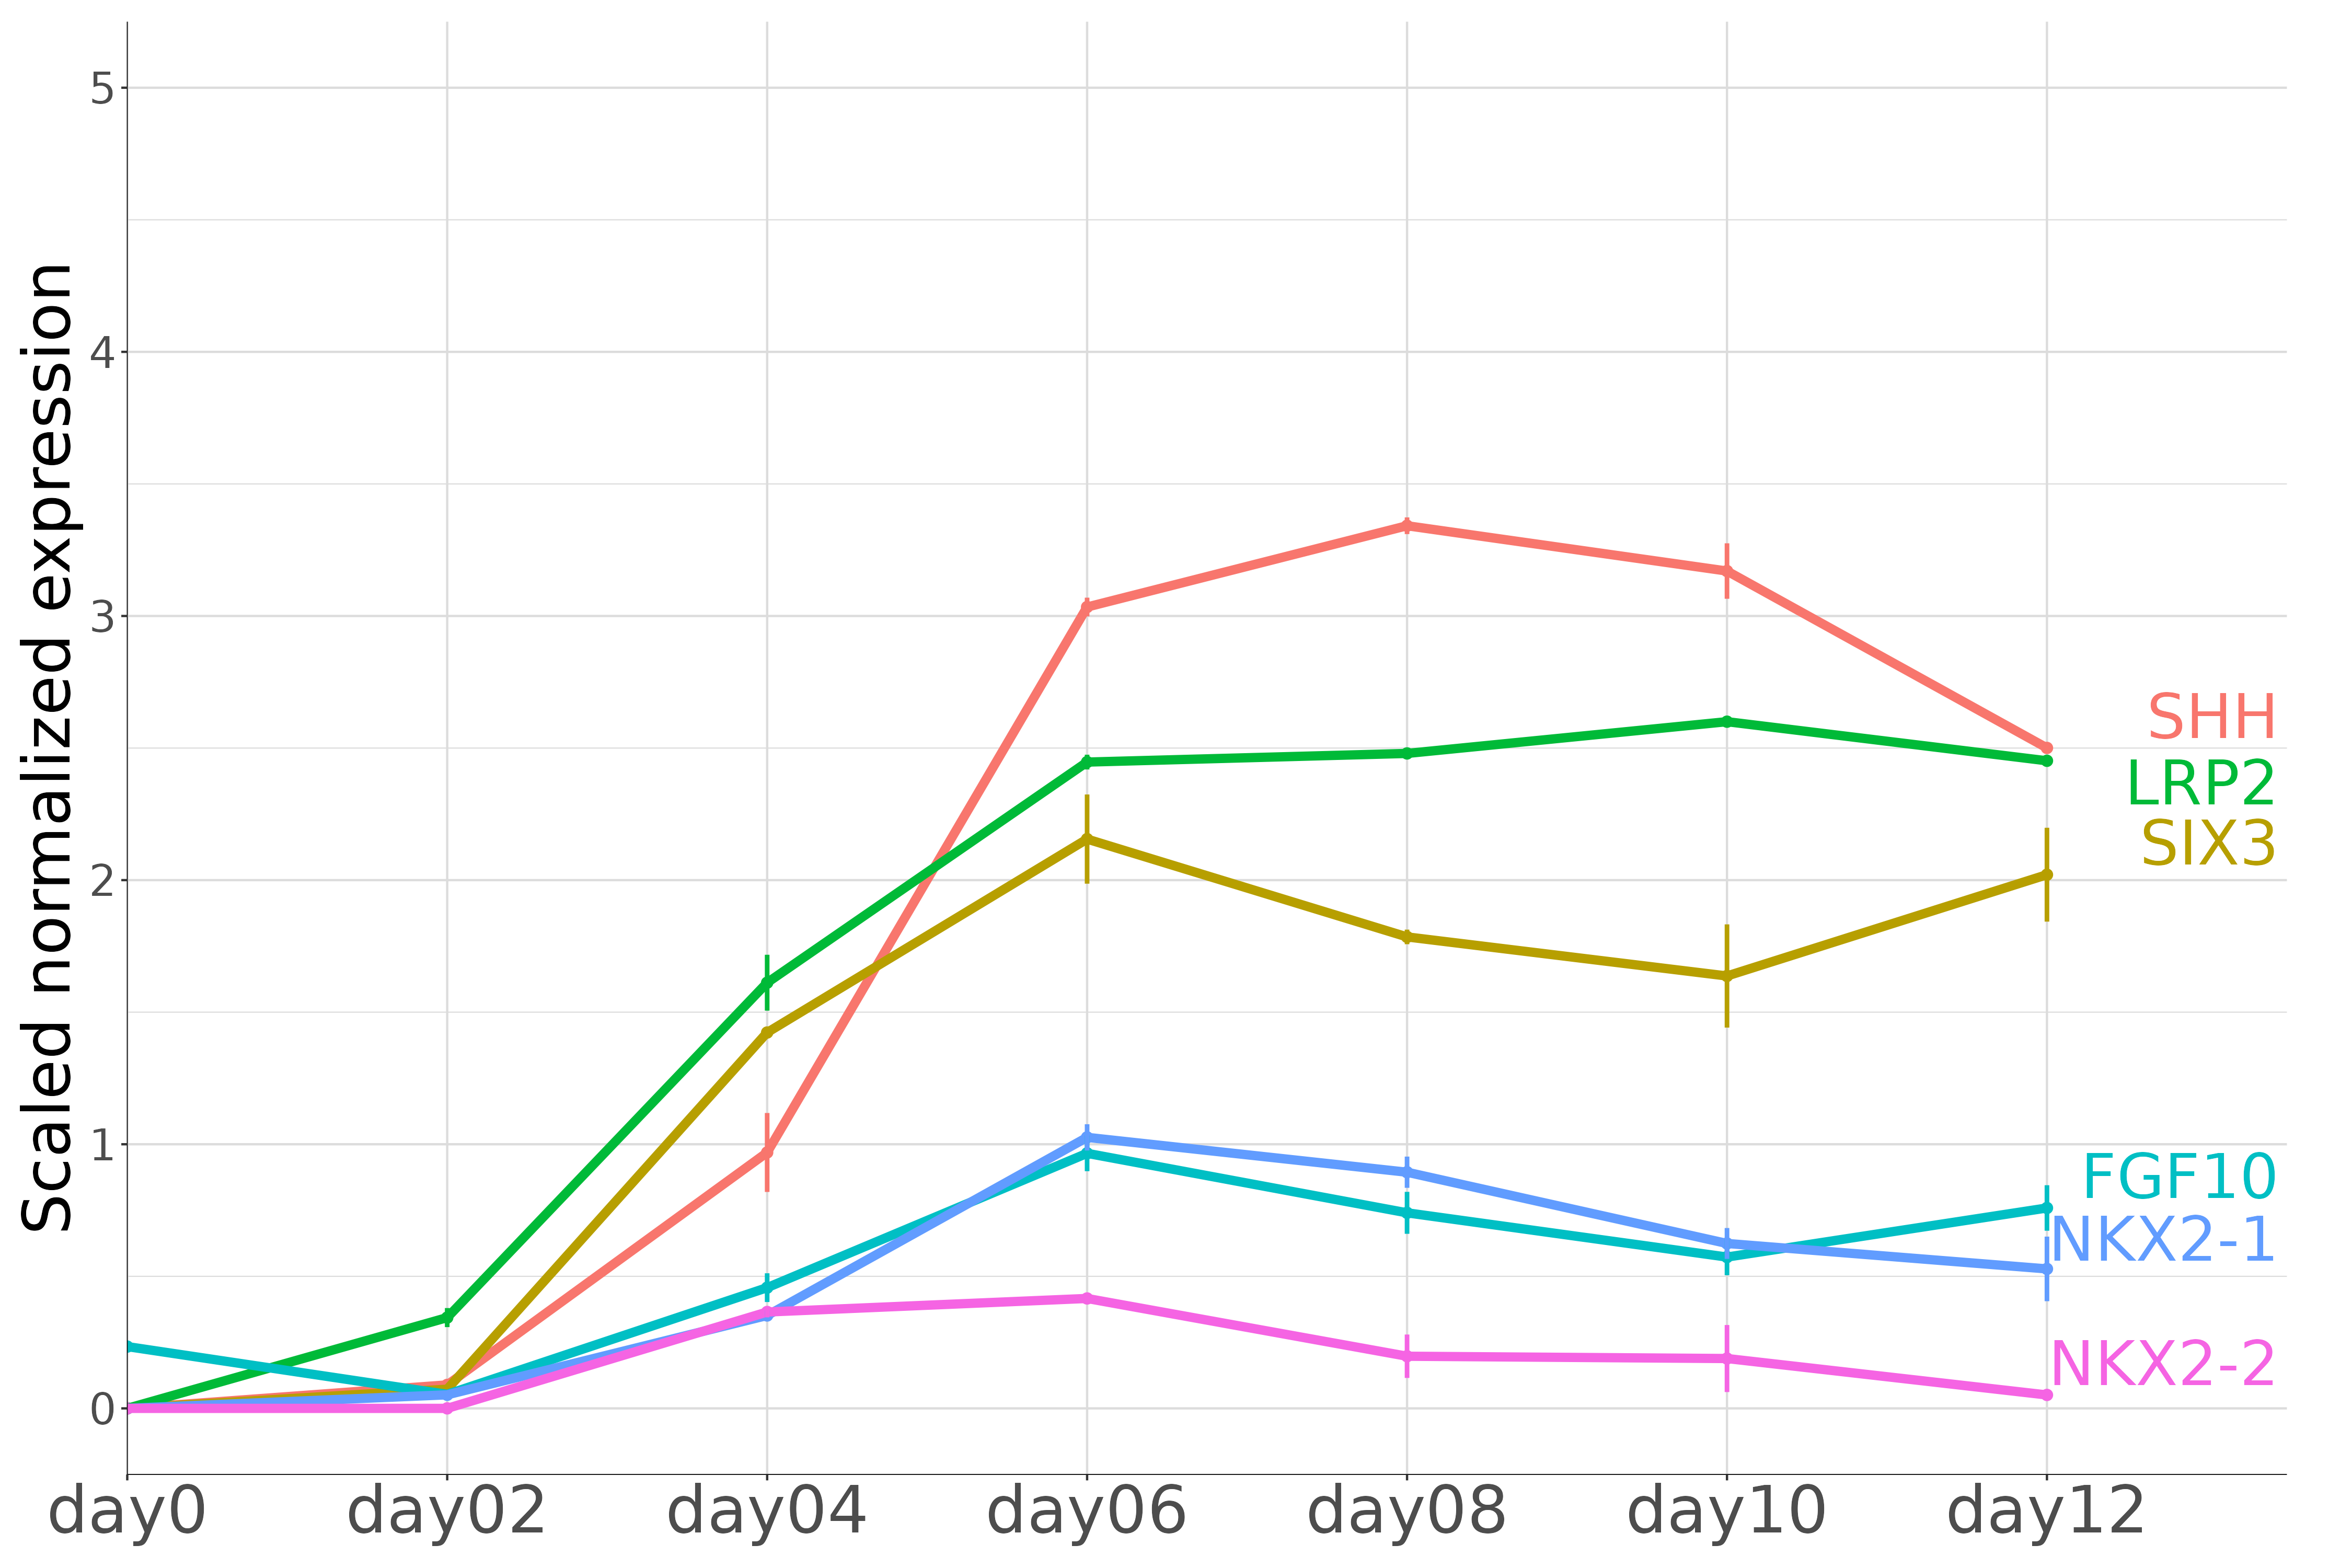 Scaled normalized expression
5
4
3
2
1
0
SHH
LRP2
SIX3
FGF10
NKX2-1
NKX2-2
day0 day02 day04 day06 day08 day10 day12